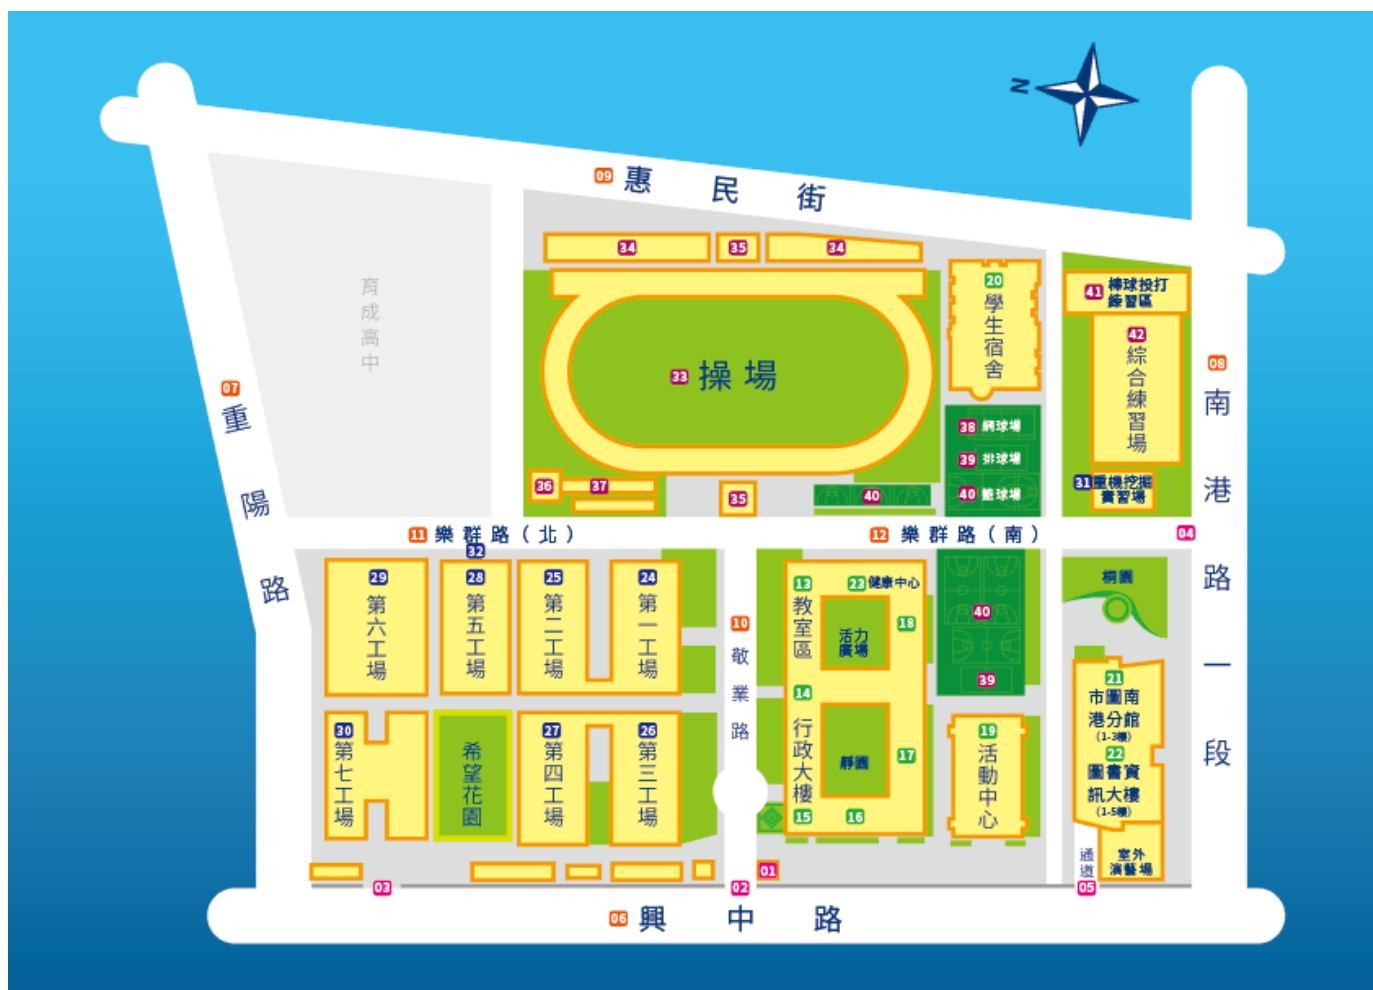 N
09 惠民街
34
35
34
育成高中
20
學生宿舍
41 棒球投打
練習區
42
綜合練習場
33 操場
07
重陽路
08
南港路一段
38 網球場
39 排球場
40 籃球場
36
37
35
40
31 重機挖掘
實習場
11 樂群路（北）
12 樂群路（南）
04
32
29
第六工場
28
第五工場
25
第二工場
24
第一工場
10
敬業路
13
教室區
23 健康中心
18
活力
廣場
14
行政大樓
17
靜園
15
16
40
39
桐園
21
市圖南
港分館
(1-3樓)
22
圖書資
訊大樓
(1-5樓)
30
第七工場
希望花園
27
第四工場
26
第三工場
19
活動中心
通道
室外
演藝場
01
03
02
05
06 興中路